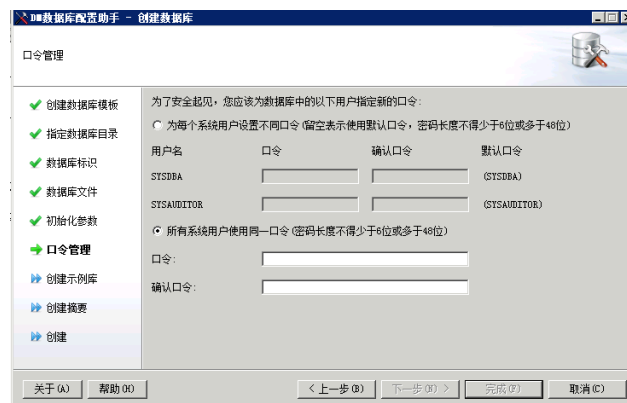 DM数据库配置助手 - 创建数据库
口令管理
创建数据库模板
指定数据库目录
数据库标识
数据库文件
初始化参数
口令管理
创建示例库
创建摘要
创建
为了安全起见，您应该为数据库中的以下用户指定新的口令:
为每个系统用户设置不同口令(留空表示使用默认口令，密码长度不得少于6位或多于48位)
用户名 口令 确认口令 默认口令
SYSDBA (SYSDBA)
SYSAUDITOR (SYSAUDITOR)
所有系统用户使用同一口令(密码长度不得少于6位或多于48位)
口令:
确认口令:
关于(A) 帮助(H) < 上一步(B) 下一步(N) > 完成(F) 取消(C)